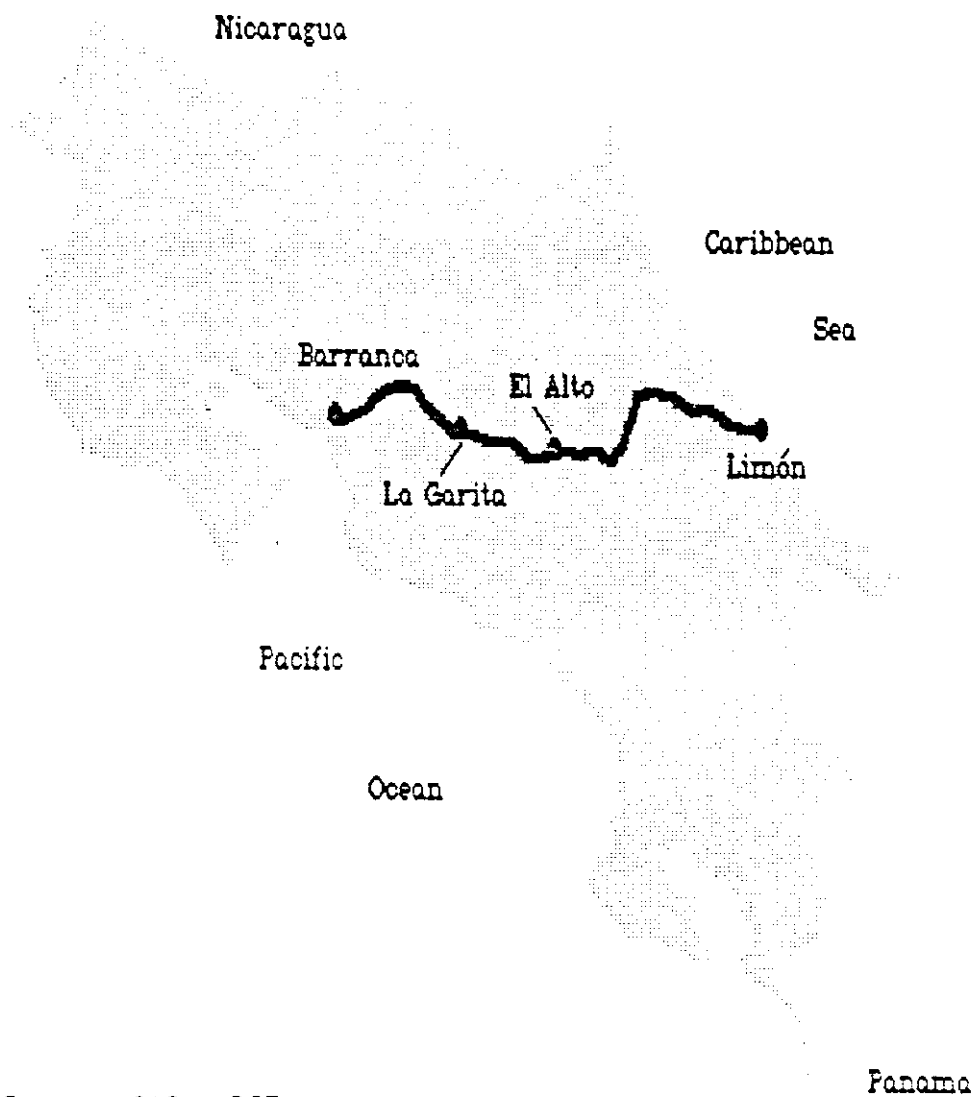 Nicaragua
Caribbean
Sea
Barranca
El Alto
Limón
La Garita
Pacific
Ocean
Panama